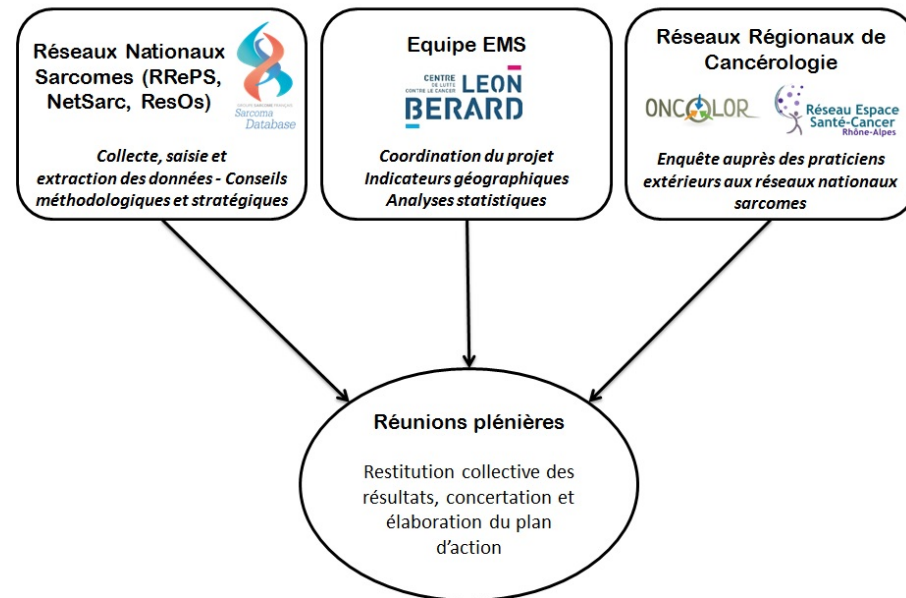 Réseaux Nationaux
Sarcomes (RRePS,
NetSarc, ResOs)
GROUPE SARCOME FRANÇAIS
Sarcoma
Database
Collecte, saisie et
extraction des données - Conseils
méthodologiques et stratégiques
Equipe EMS
CENTRE
DE LUTTE
CONTRE LE CANCER
LEON
BERARD
Coordination du projet
Indicateurs géographiques
Analyses statistiques
Réseaux Régionaux de
Cancérologie
ONCOLOR
Réseau Espace
Santé-Cancer
Rhône-Alpes
Enquête auprès des praticiens
extérieurs aux réseaux nationaux
sarcomes
Réunions plénières
Restitution collective des
résultats, concertation et
élaboration du plan
d’action